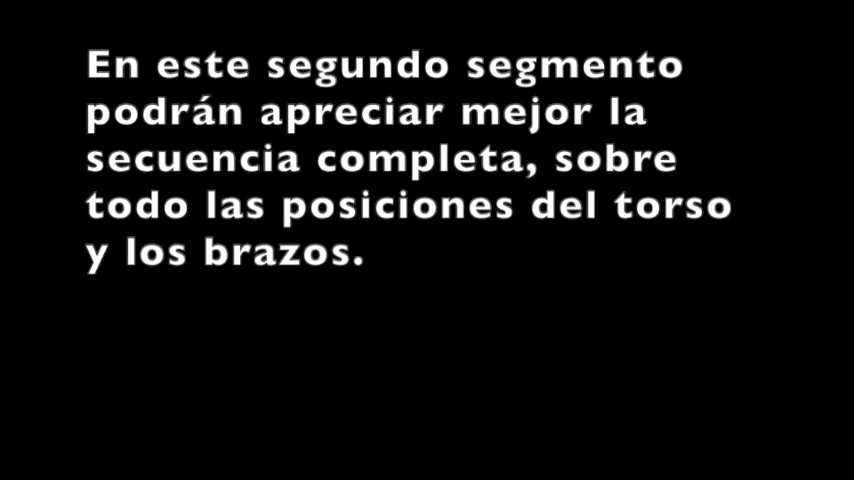 En este segundo segmento
podrán apreciar mejor la
secuencia completa, sobre
todo las posiciones del torso
y los brazos.